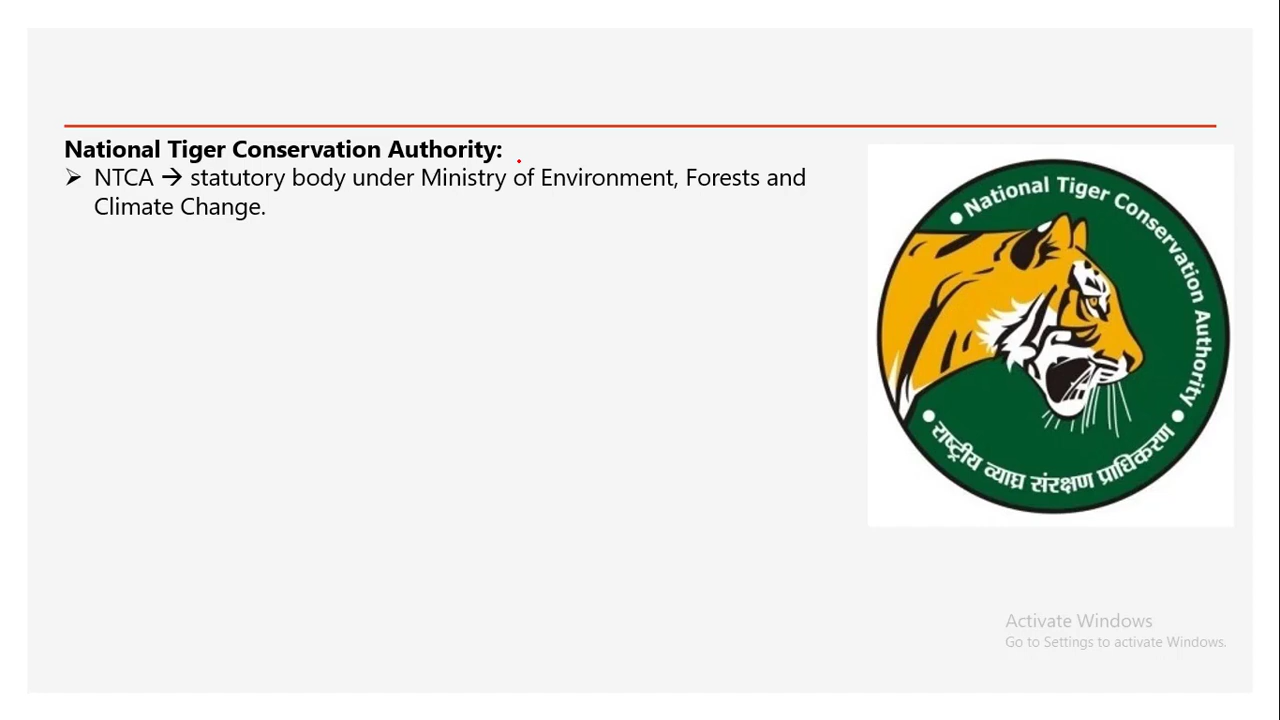 National Tiger Conservation Authority:
➢ NTCA → statutory body under Ministry of Environment, Forests and
Climate Change.
National Tiger Conservation Authority
राष्ट्रीय व्याघ्र संरक्षण प्राधिकरण
Activate Windows
Go to Settings to activate Windows.